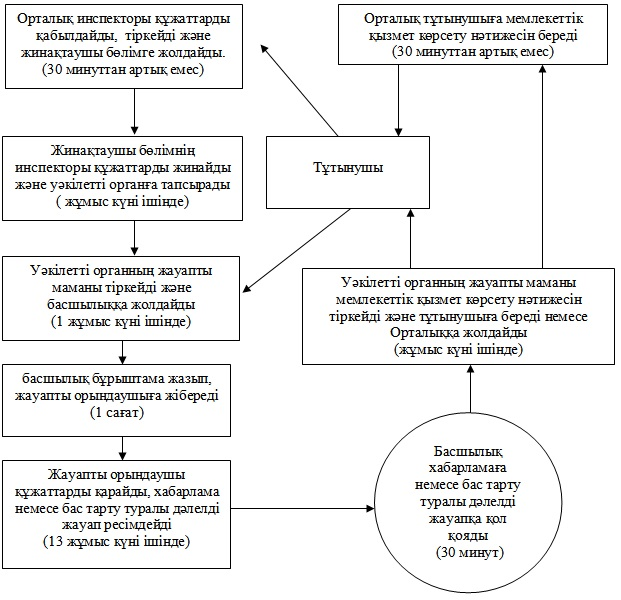 Орталық инспекторы құжаттарды
қабылдайды, тіркейді және
жинақтаушы бөлімге жолдайды.
(30 минуттан артық емес)
Орталық тұтынушыға мемлекеттік
қызмет көрсету нәтижесін береді
(30 минуттан артық емес)
Жинақтаушы бөлімнің
инспекторы құжаттарды жинайды
және уәкілетті органға тапсырады
( жұмыс күні ішінде)
Тұтынушы
Уәкілетті органның жауапты
маманы тіркейді және
басшылыққа жолдайды
(1 жұмыс күні ішінде)
Уәкілетті органның жауапты маманы
мемлекеттік қызмет көрсету нәтижесін
тіркейді және тұтынушыға береді немесе
Орталыққа жолдайды
(жұмыс күні ішінде)
басшылық бұрыштама жазып,
жауапты орындаушыға жібереді
(1 сағат)
Жауапты орындаушы
құжаттарды қарайды, хабарлама
немесе бас тарту туралы дәлелді
жауап ресімдейді
(13 жұмыс күні ішінде)
Басшылық
хабарламаға
немесе бас тарту
туралы дәлелді
жауапқа қол
қояды
(30 минут)